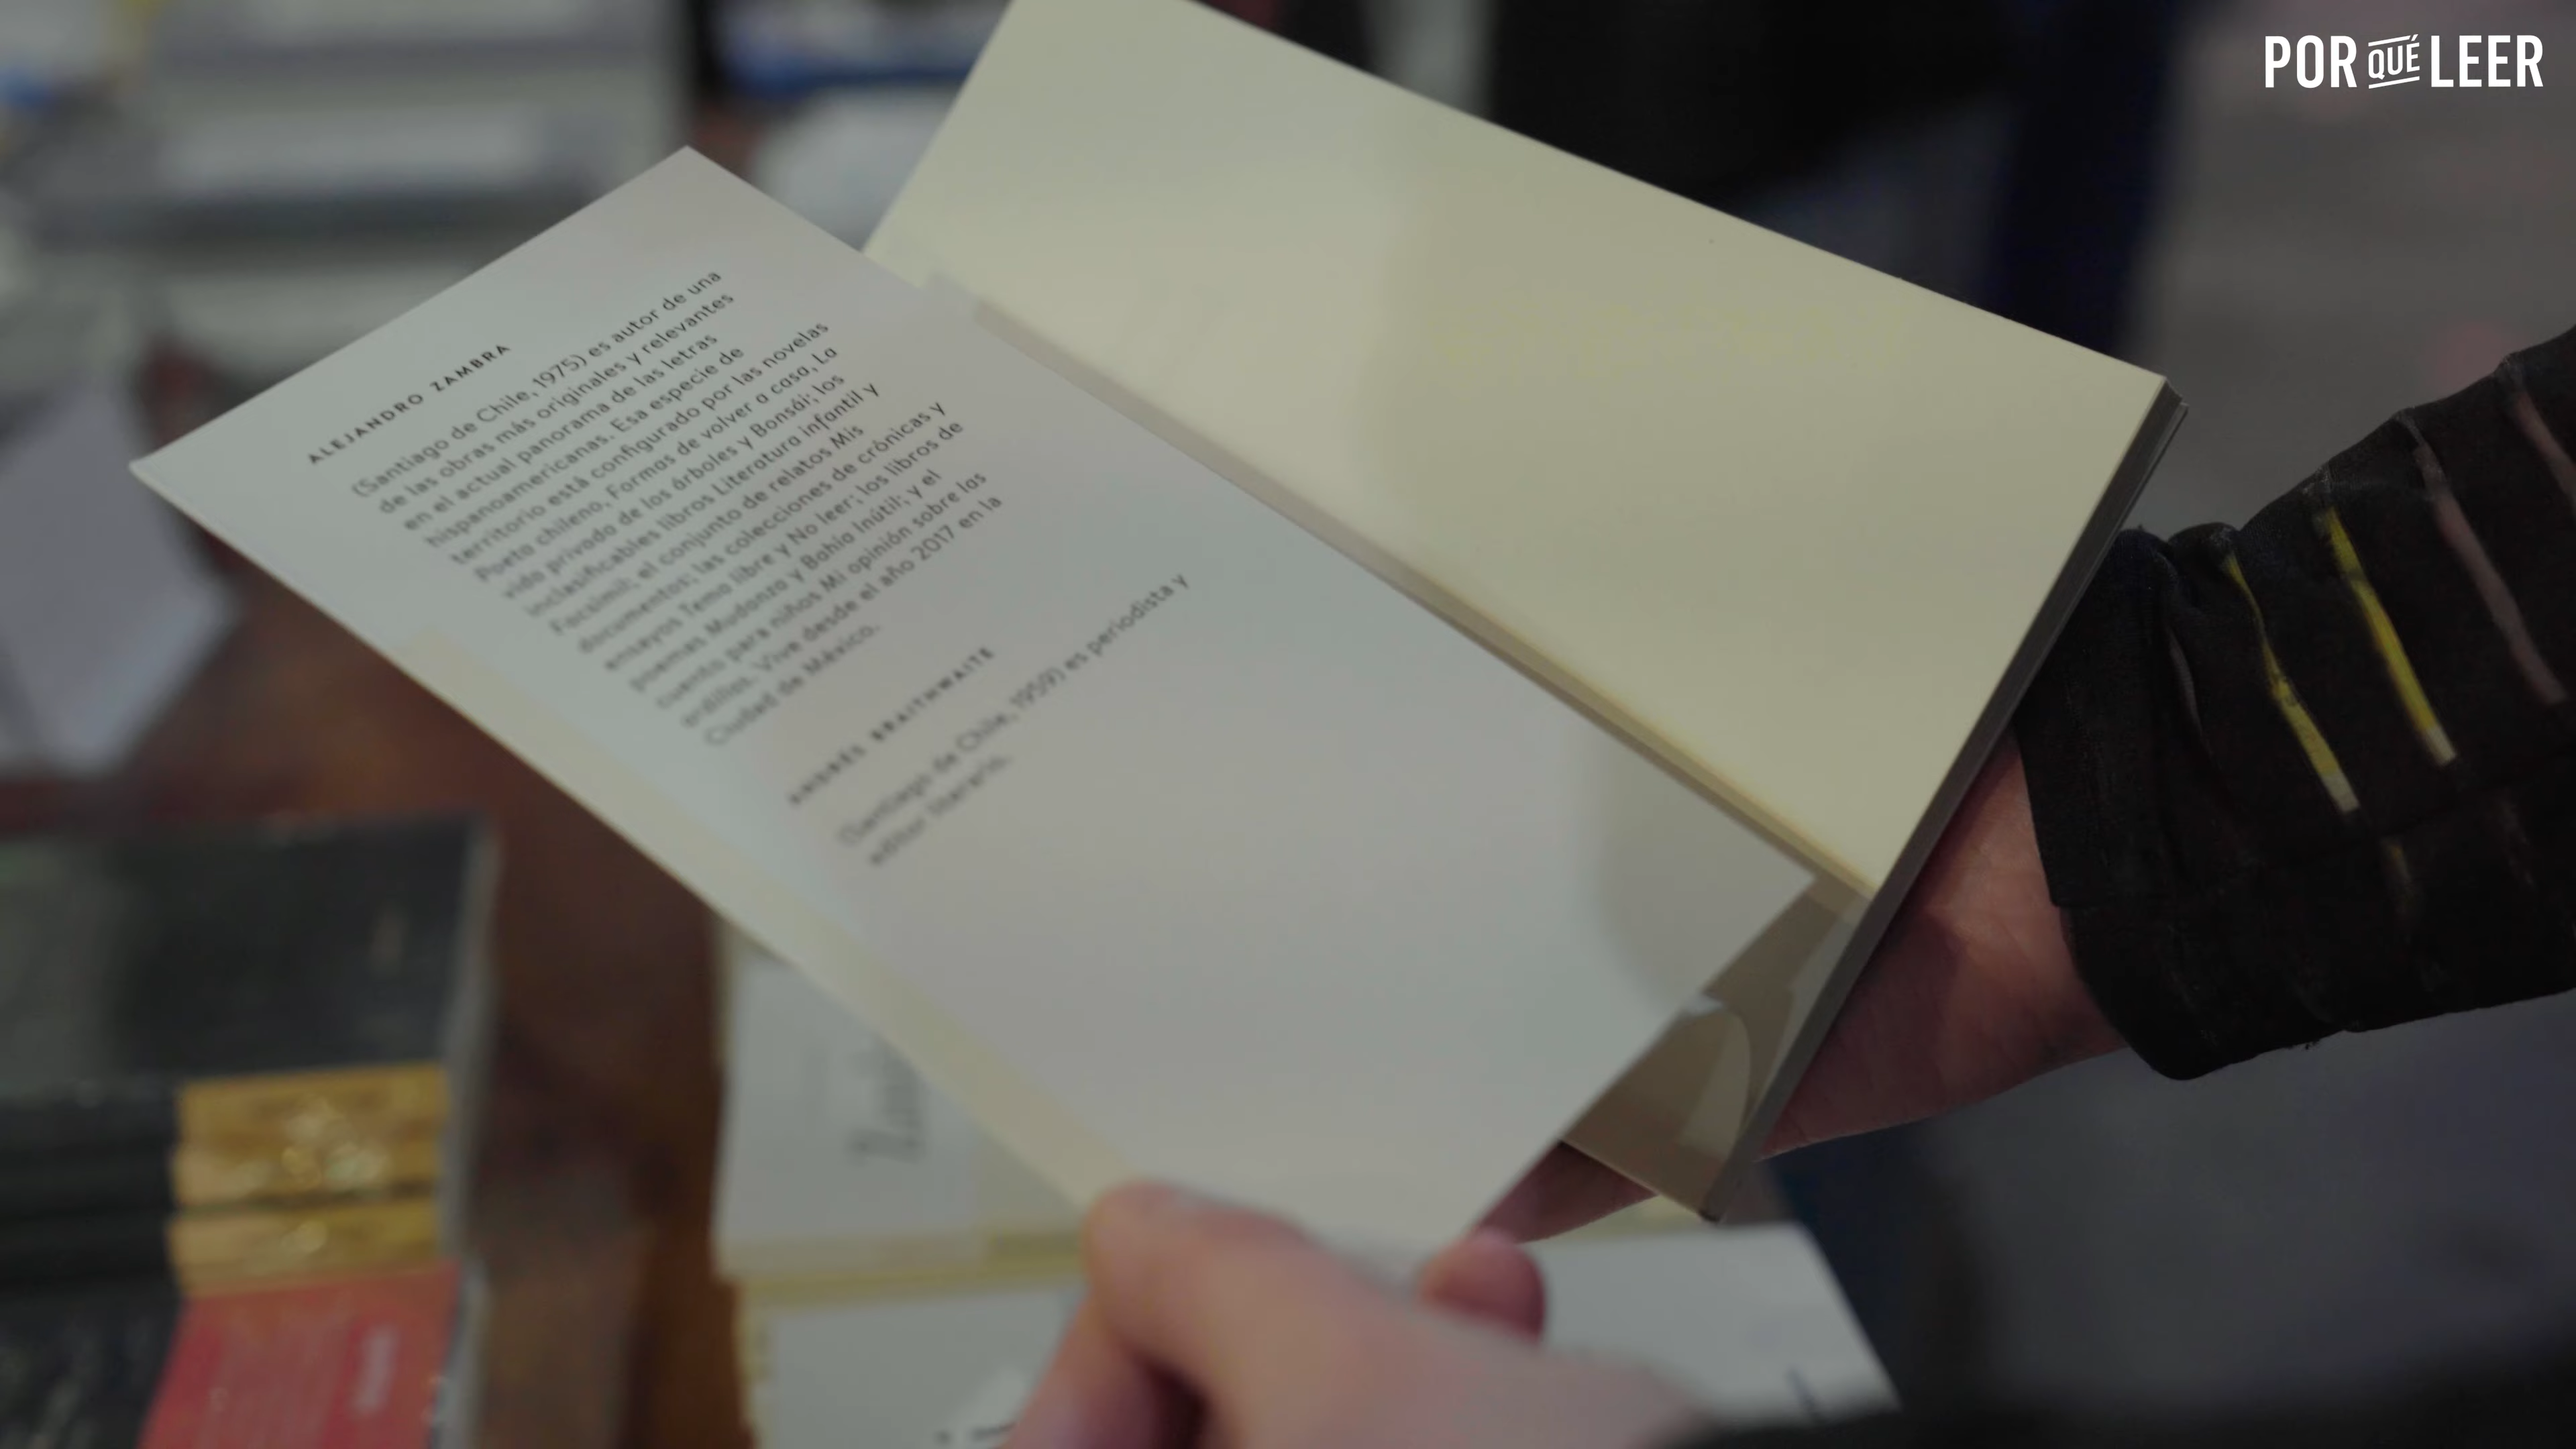 POR QUÉ LEER
ALEJANDRO ZAMBRA
(Santiago de Chile, 1975) es autor de una
de las obras más originales y relevantes
en el actual panorama de las letras
hispanoamericanas. Esa especie de
territorio está configurado por las novelas
Poeta chileno, Formas de volver a casa, La
vida privada de los árboles y Bonsái; los
inclasificables libros Literatura infantil y
Facsímil; el conjunto de relatos Mis
documentos; las colecciones de crónicas y
ensayos Tema libre y No leer; los libros de
poemas Mudanza y Bahía Inútil; y el
cuento para niños Mi opinión sobre las
ardillas. Vive desde el año 2017 en la
Ciudad de México.
ANDRÉS BRAITHWAITE
(Santiago de Chile, 1959) es periodista y
editor literario.